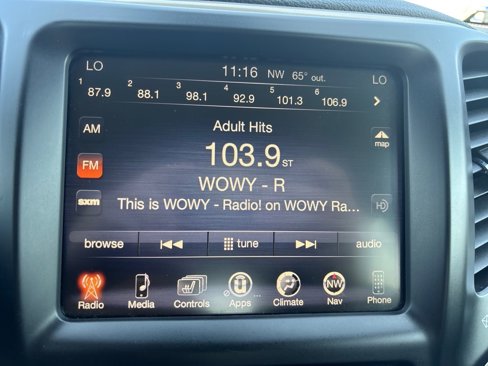 LO 11:16 NW 65° out. LO
1 87.9 2 88.1 3 98.1 4 92.9 5 101.3 6 106.9
AM Adult Hits map
FM 103.9 ST
WOWY - R
sxm This is WOWY - Radio! on WOWY Ra... HD
browse tune audio
Radio Media Controls Apps ... Climate NW Nav Phone